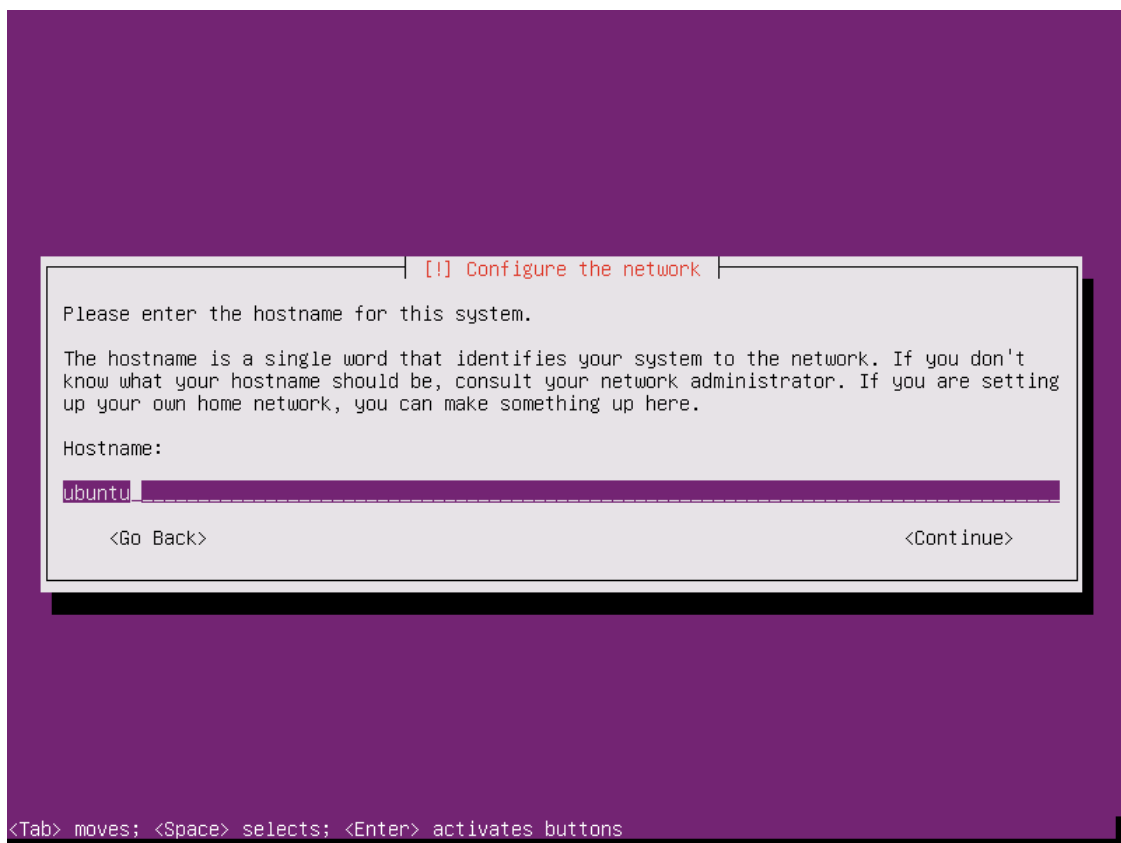 [!] Configure the network
Please enter the hostname for this system.
The hostname is a single word that identifies your system to the network. If you don't
know what your hostname should be, consult your network administrator. If you are setting
up your own home network, you can make something up here.
Hostname:
ubuntu
<Go Back> <Continue>
<Tab> moves; <Space> selects; <Enter> activates buttons